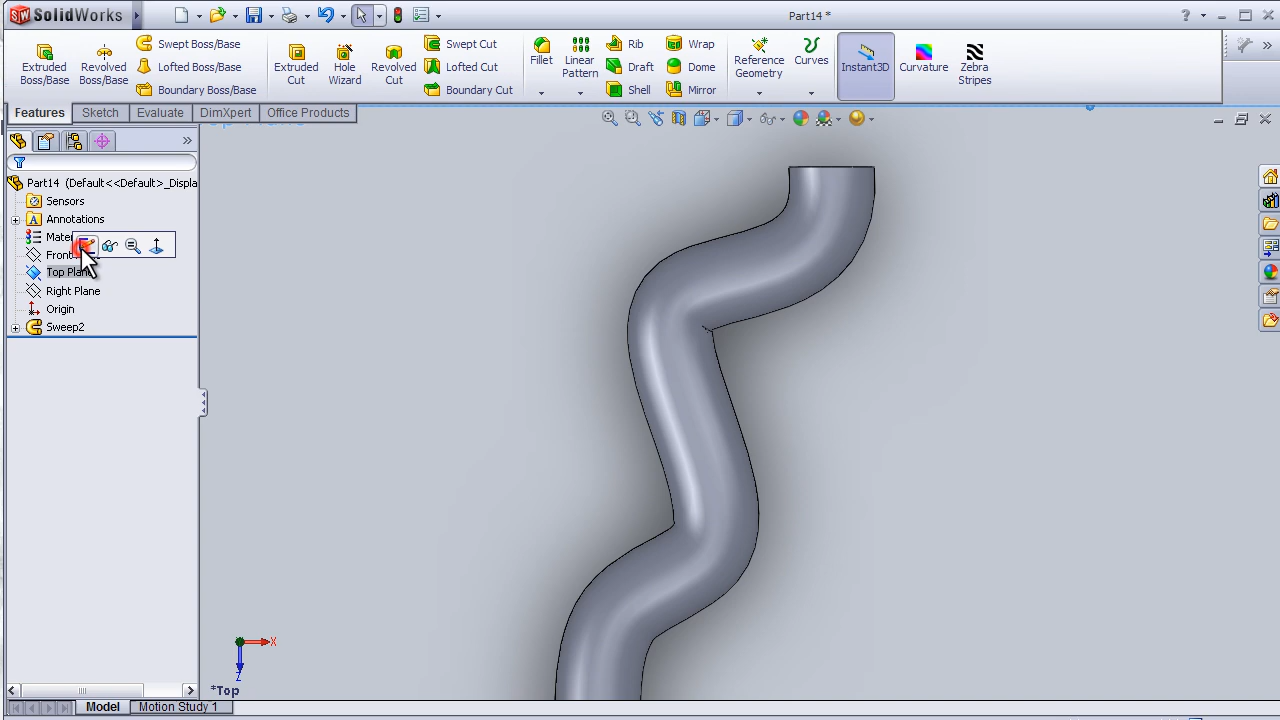 SolidWorks
Part14 *
Extruded Boss/Base
Revolved Boss/Base
Swept Boss/Base
Lofted Boss/Base
Boundary Boss/Base
Extruded Cut
Hole Wizard
Revolved Cut
Swept Cut
Lofted Cut
Boundary Cut
Fillet
Linear Pattern
Rib
Draft
Shell
Wrap
Dome
Mirror
Reference Geometry
Curves
Instant3D
Curvature
Zebra Stripes
Features
Sketch
Evaluate
DimXpert
Office Products
Part14 (Default<<Default>_Displa
Sensors
Annotations
Mater
Front
Top Plane
Right Plane
Origin
Sweep2
X
Z
*Top
Model
Motion Study 1